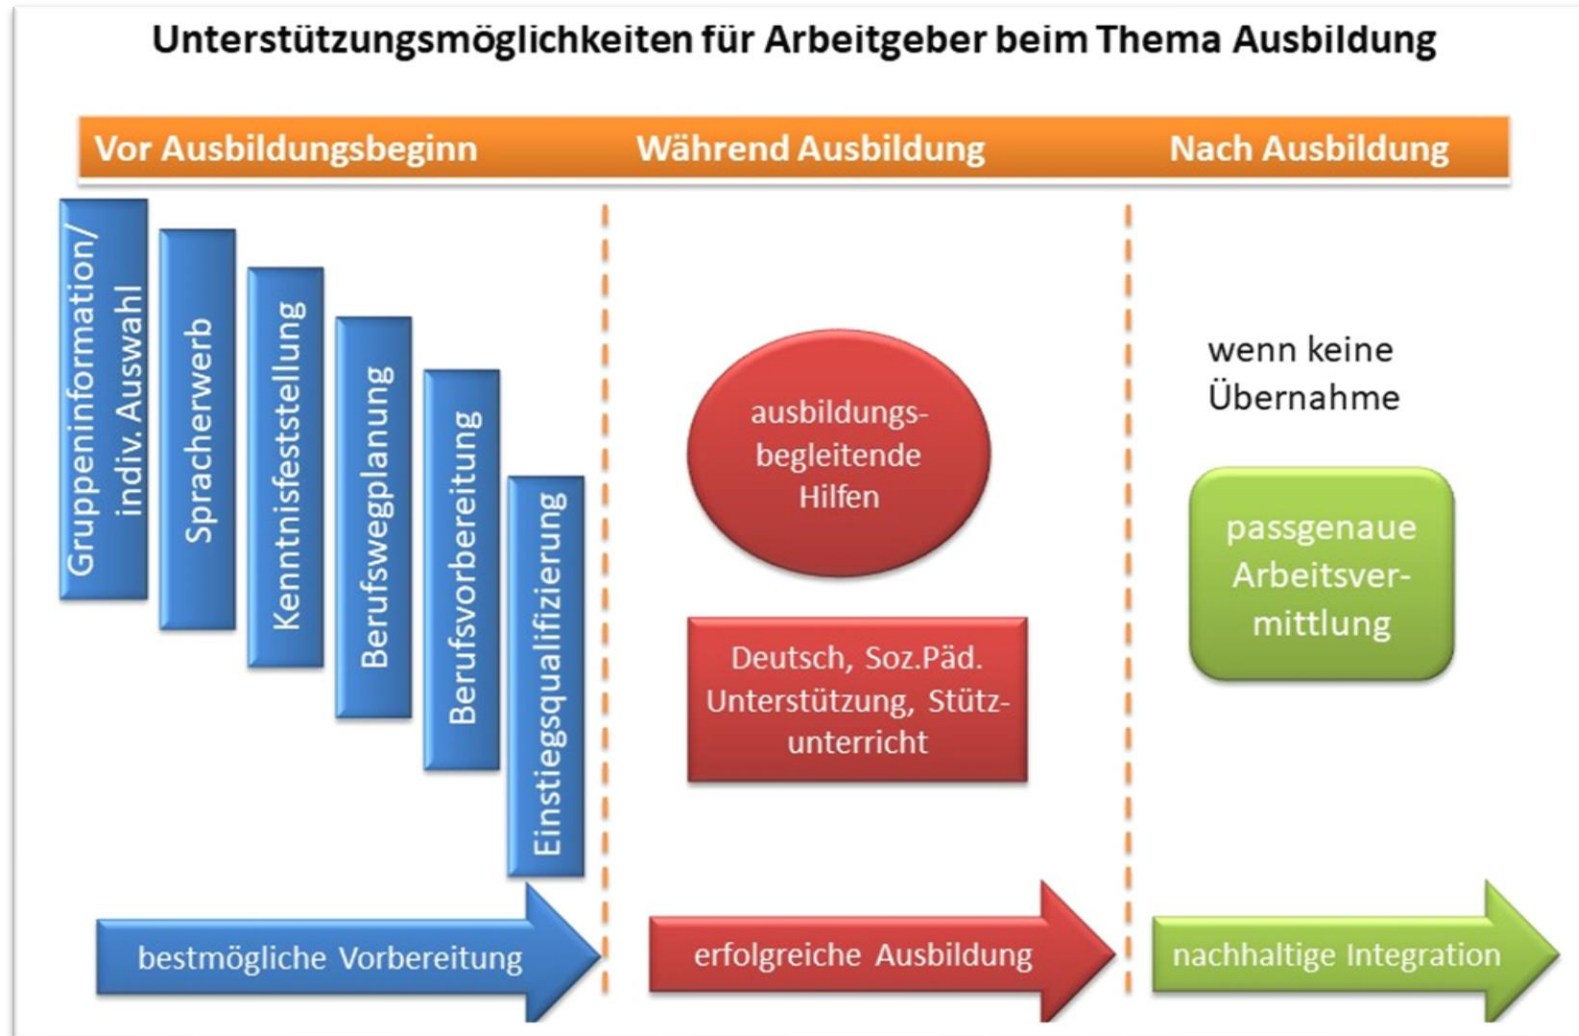 Unterstützungsmöglichkeiten für Arbeitgeber beim Thema Ausbildung
Vor Ausbildungsbeginn
Während Ausbildung
Nach Ausbildung
Gruppeninformation/
indiv. Auswahl
Spracherwerb
Kenntnisfeststellung
Berufswegplanung
Berufsvorbereitung
Einstiegsqualifizierung
bestmögliche Vorbereitung
ausbildungs-
begleitende
Hilfen
Deutsch, Soz.Päd.
Unterstützung, Stütz-
unterricht
erfolgreiche Ausbildung
wenn keine
Übernahme
passgenaue
Arbeitsver-
mittlung
nachhaltige Integration